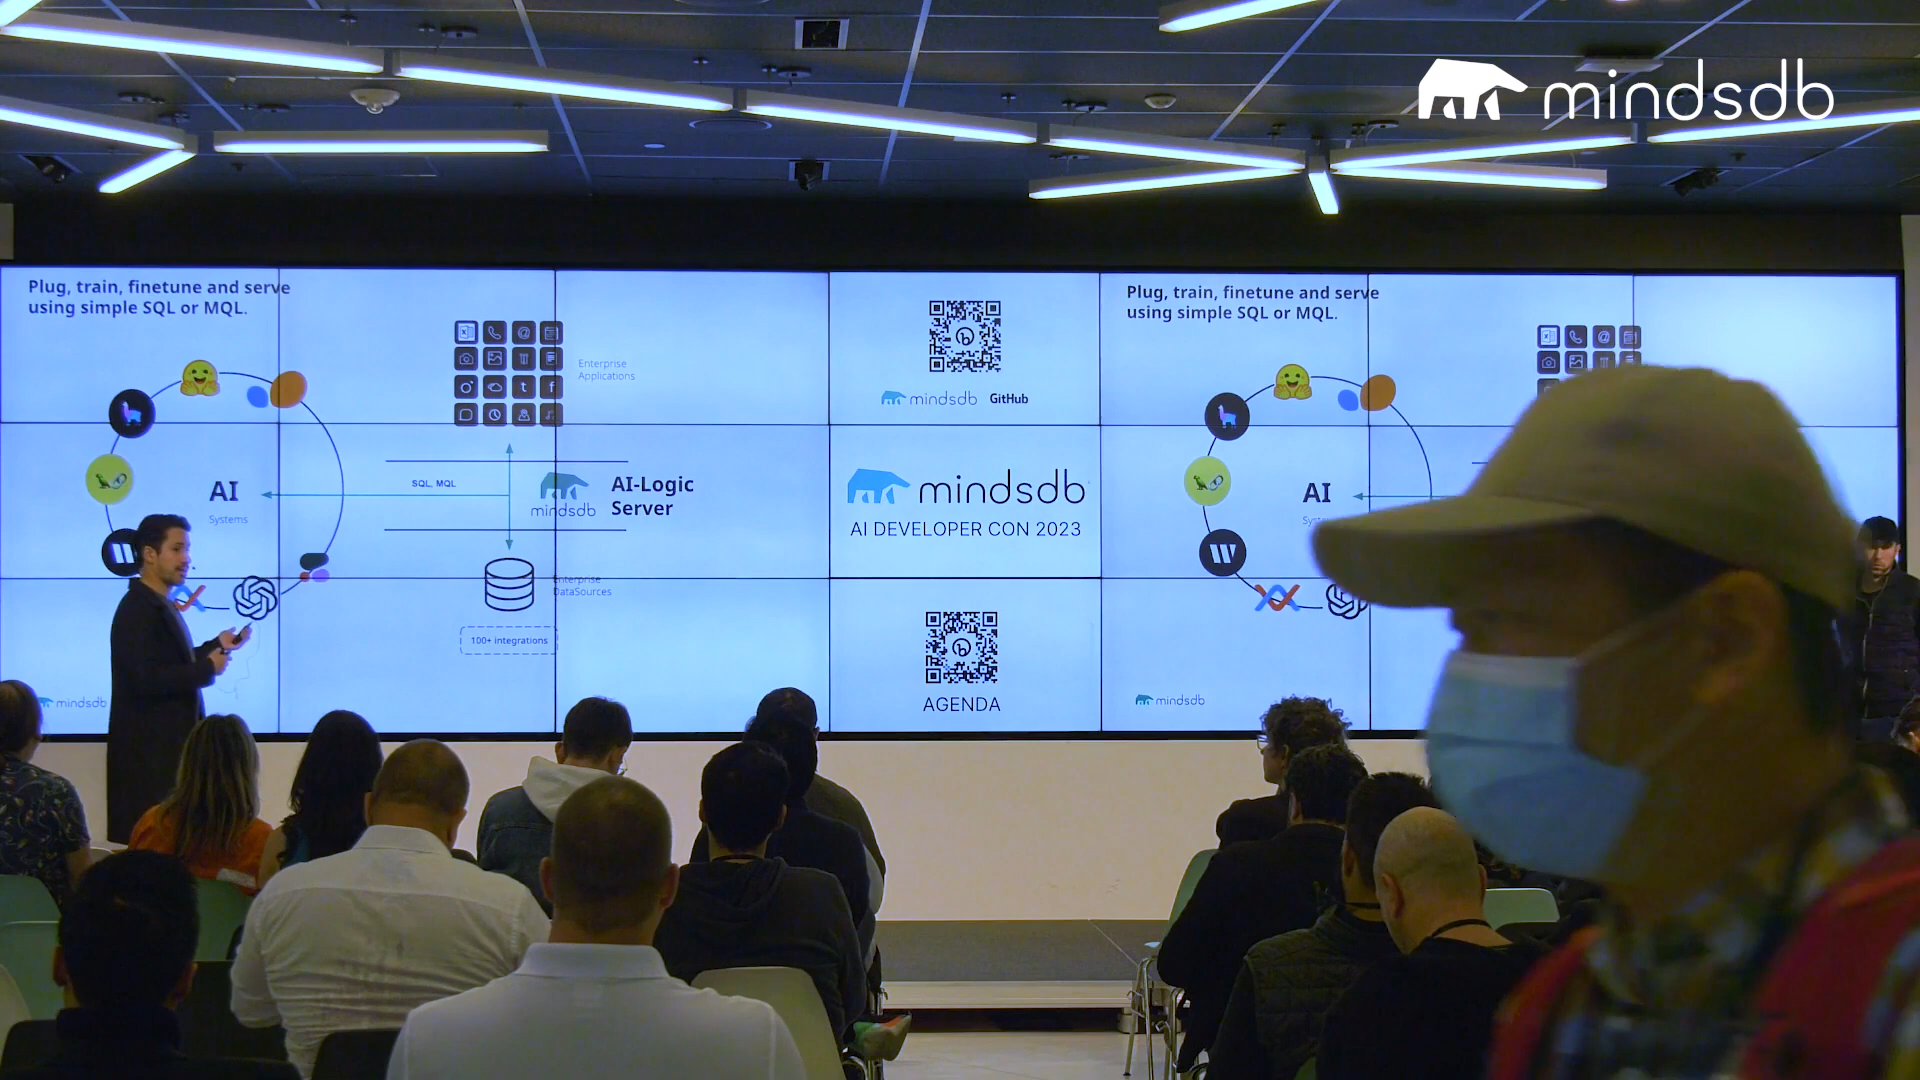 mindsdb
Plug, train, finetune and serve
using simple SQL or MQL.
Enterprise
Applications
AI
Systems
SQL, MQL
mindsdb
AI-Logic
Server
Enterprise
DataSources
100+ integrations
mindsdb
mindsdb GitHub
mindsdb
AI DEVELOPER CON 2023
AGENDA
Plug, train, finetune and serve
using simple SQL or MQL.
AI
mindsdb